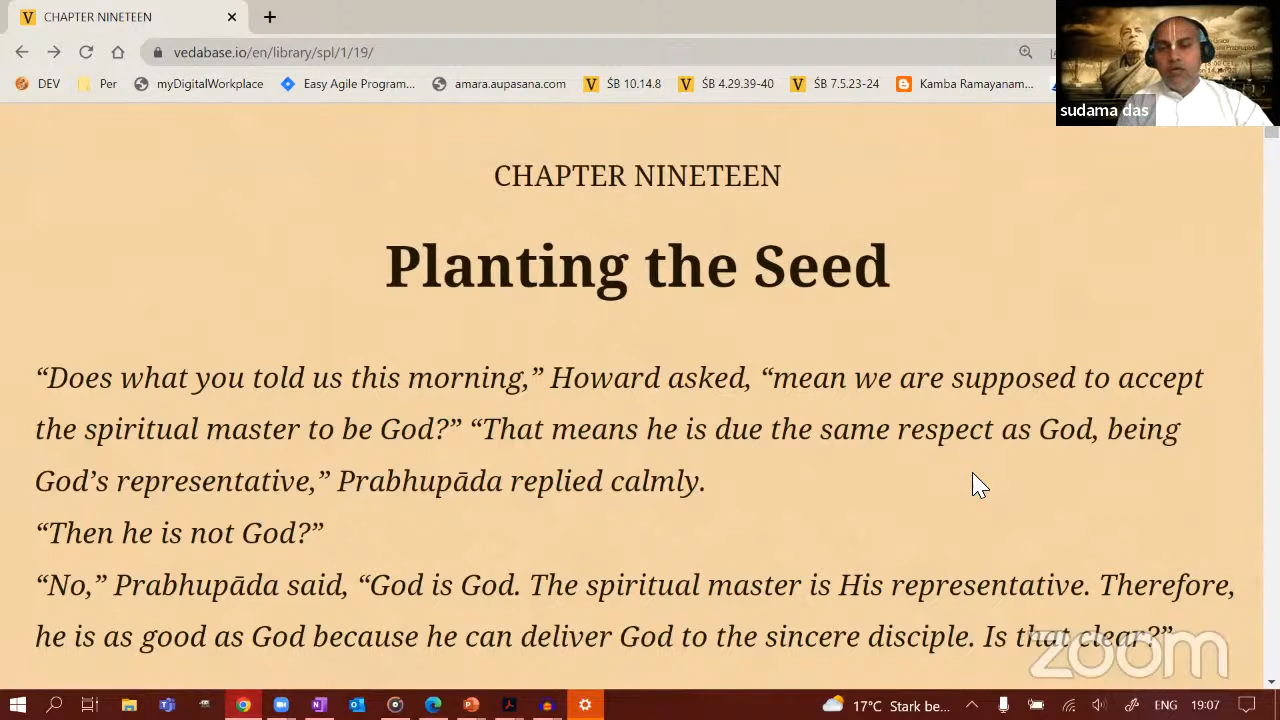 CHAPTER NINETEEN
vedabase.io/en/library/spl/1/19/
DEV Per myDigitalWorkplace Easy Agile Program... amara.aupasana.com ŚB 10.14.8 ŚB 4.29.39-40 ŚB 7.5.23-24 Kamba Ramayanam...
sudama das
CHAPTER NINETEEN
Planting the Seed
“Does what you told us this morning,” Howard asked, “mean we are supposed to accept
the spiritual master to be God?” “That means he is due the same respect as God, being
God’s representative,” Prabhupāda replied calmly.
“Then he is not God?”
“No,” Prabhupāda said, “God is God. The spiritual master is His representative. Therefore,
he is as good as God because he can deliver God to the sincere disciple. Is that clear?”
zoom
17°C Stark be... ENG 19:07